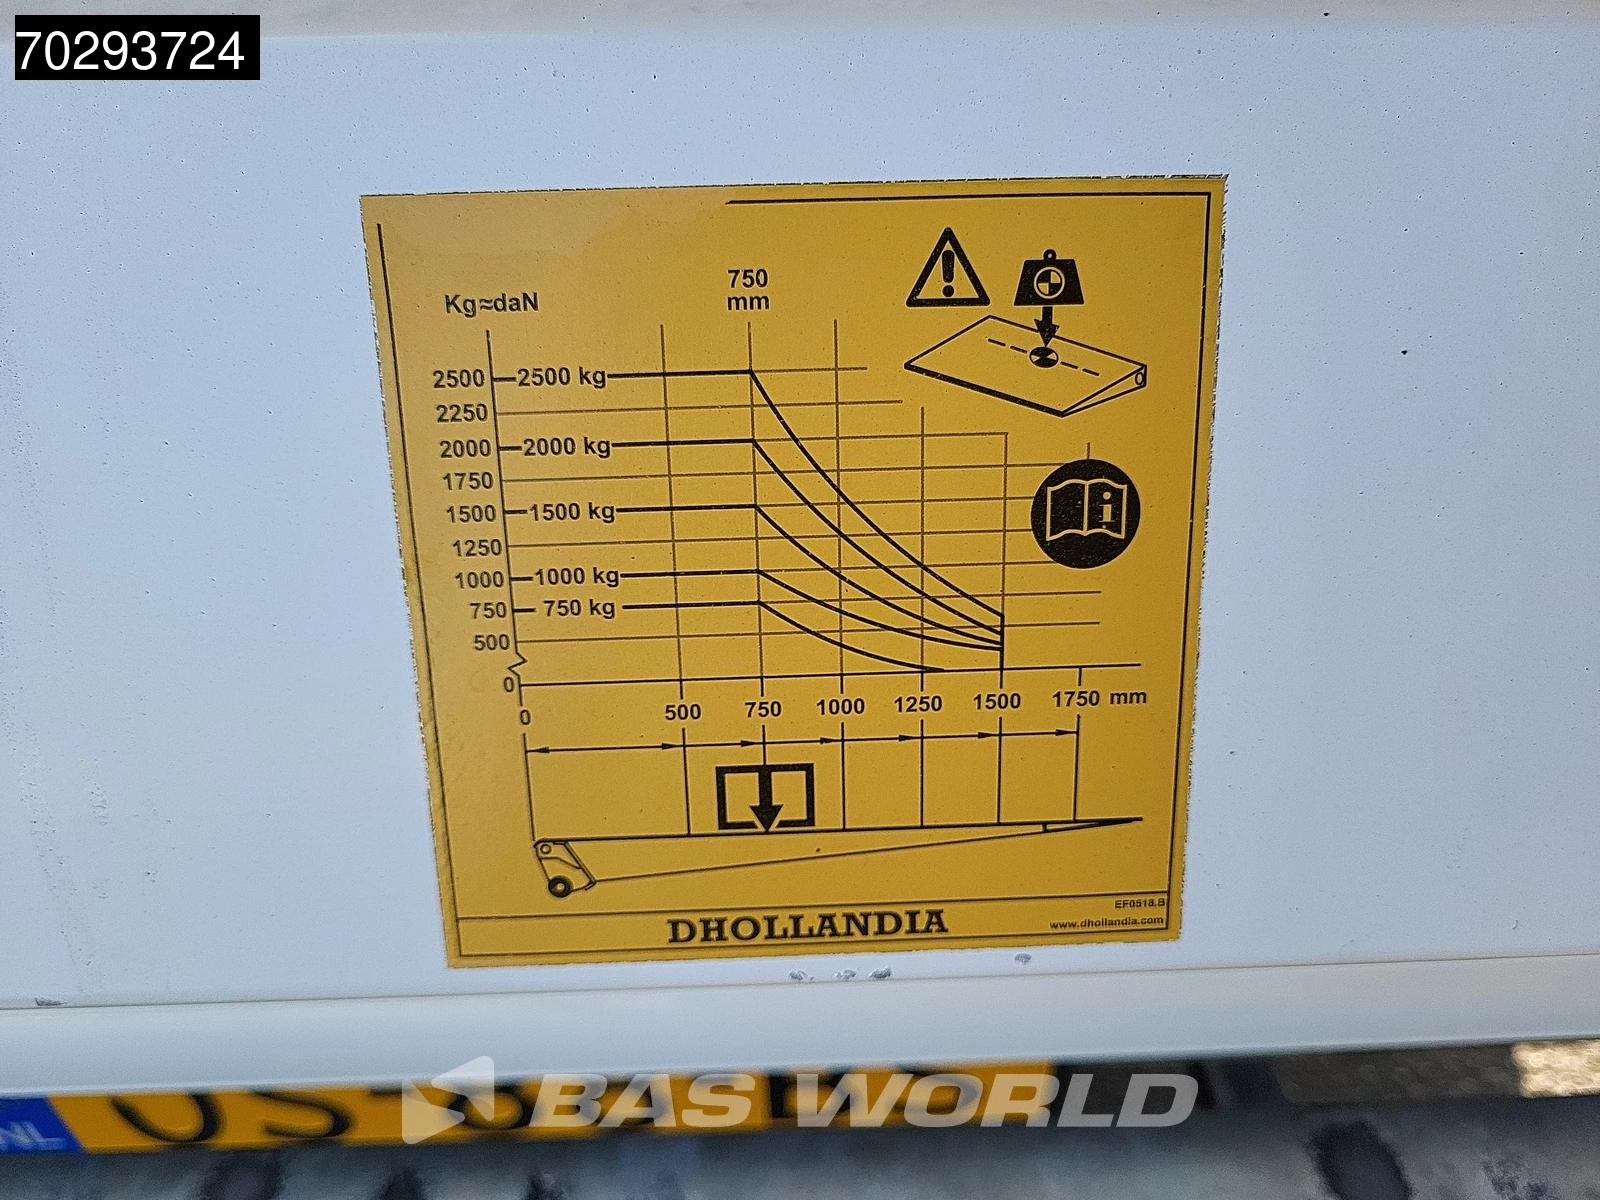 70293724
750
mm
Kg≈daN
2500 2500 kg
2250
2000 2000 kg
1750
1500 1500 kg
1250
1000 1000 kg
750 750 kg
500
0
0 500 750 1000 1250 1500 1750 mm
i
EF0518.B
DHOLLANDIA www.dhollandia.com
BAS WORLD
NL